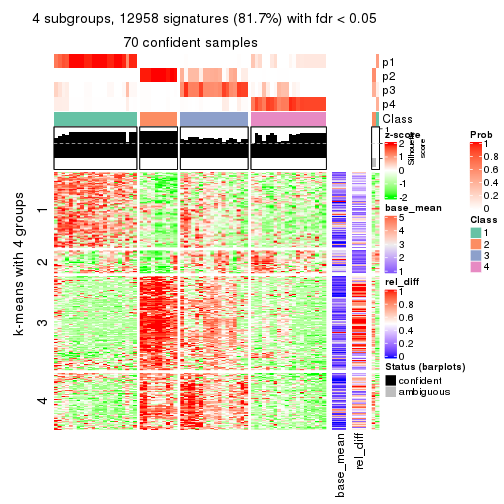 4 subgroups, 12958 signatures (81.7%) with fdr < 0.05
70 confident samples
p1
p2
p3
p4
Class
1
Silhouette
score
k-means with 4 groups
1
2
3
4
base_mean
rel_diff
z-score
2
1
0
-1
-2
base_mean
5
4
3
2
1
rel_diff
1
0.8
0.6
0.4
0.2
0
Status (barplots)
confident
ambiguous
Prob
1
0.8
0.6
0.4
0.2
0
Class
1
2
3
4